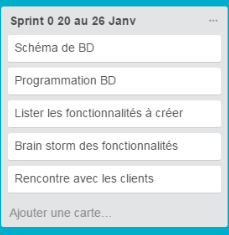 Sprint 0 20 au 26 Janv
Schéma de BD
Programmation BD
Lister les fonctionnalités à créer
Brain storm des fonctionnalités
Rencontre avec les clients
Ajouter une carte...